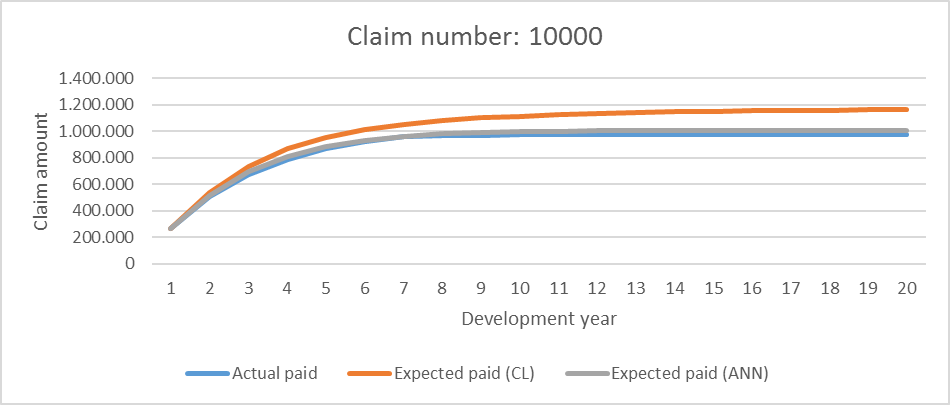 Claim number: 10000
Claim amount
1.400.000
1.200.000
1.000.000
800.000
600.000
400.000
200.000
0
1 2 3 4 5 6 7 8 9 10 11 12 13 14 15 16 17 18 19 20
Development year
Actual paid Expected paid (CL) Expected paid (ANN)